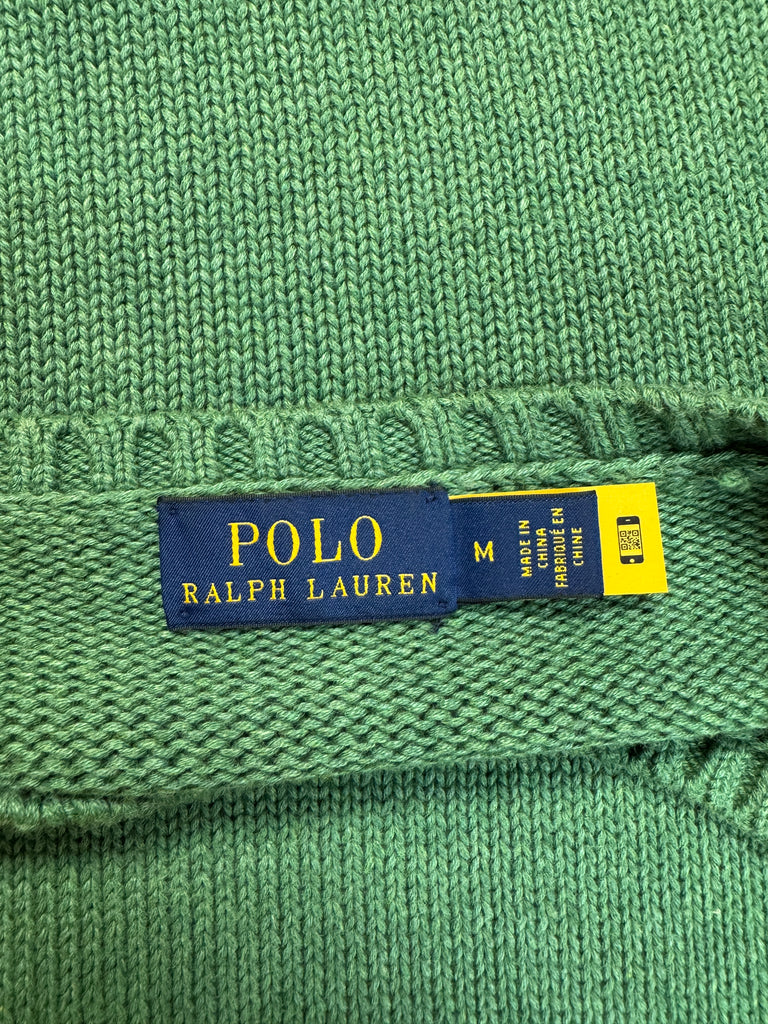 POLO
RALPH LAUREN
M
MADE IN
CHINA
FABRIQUÉ EN
CHINE